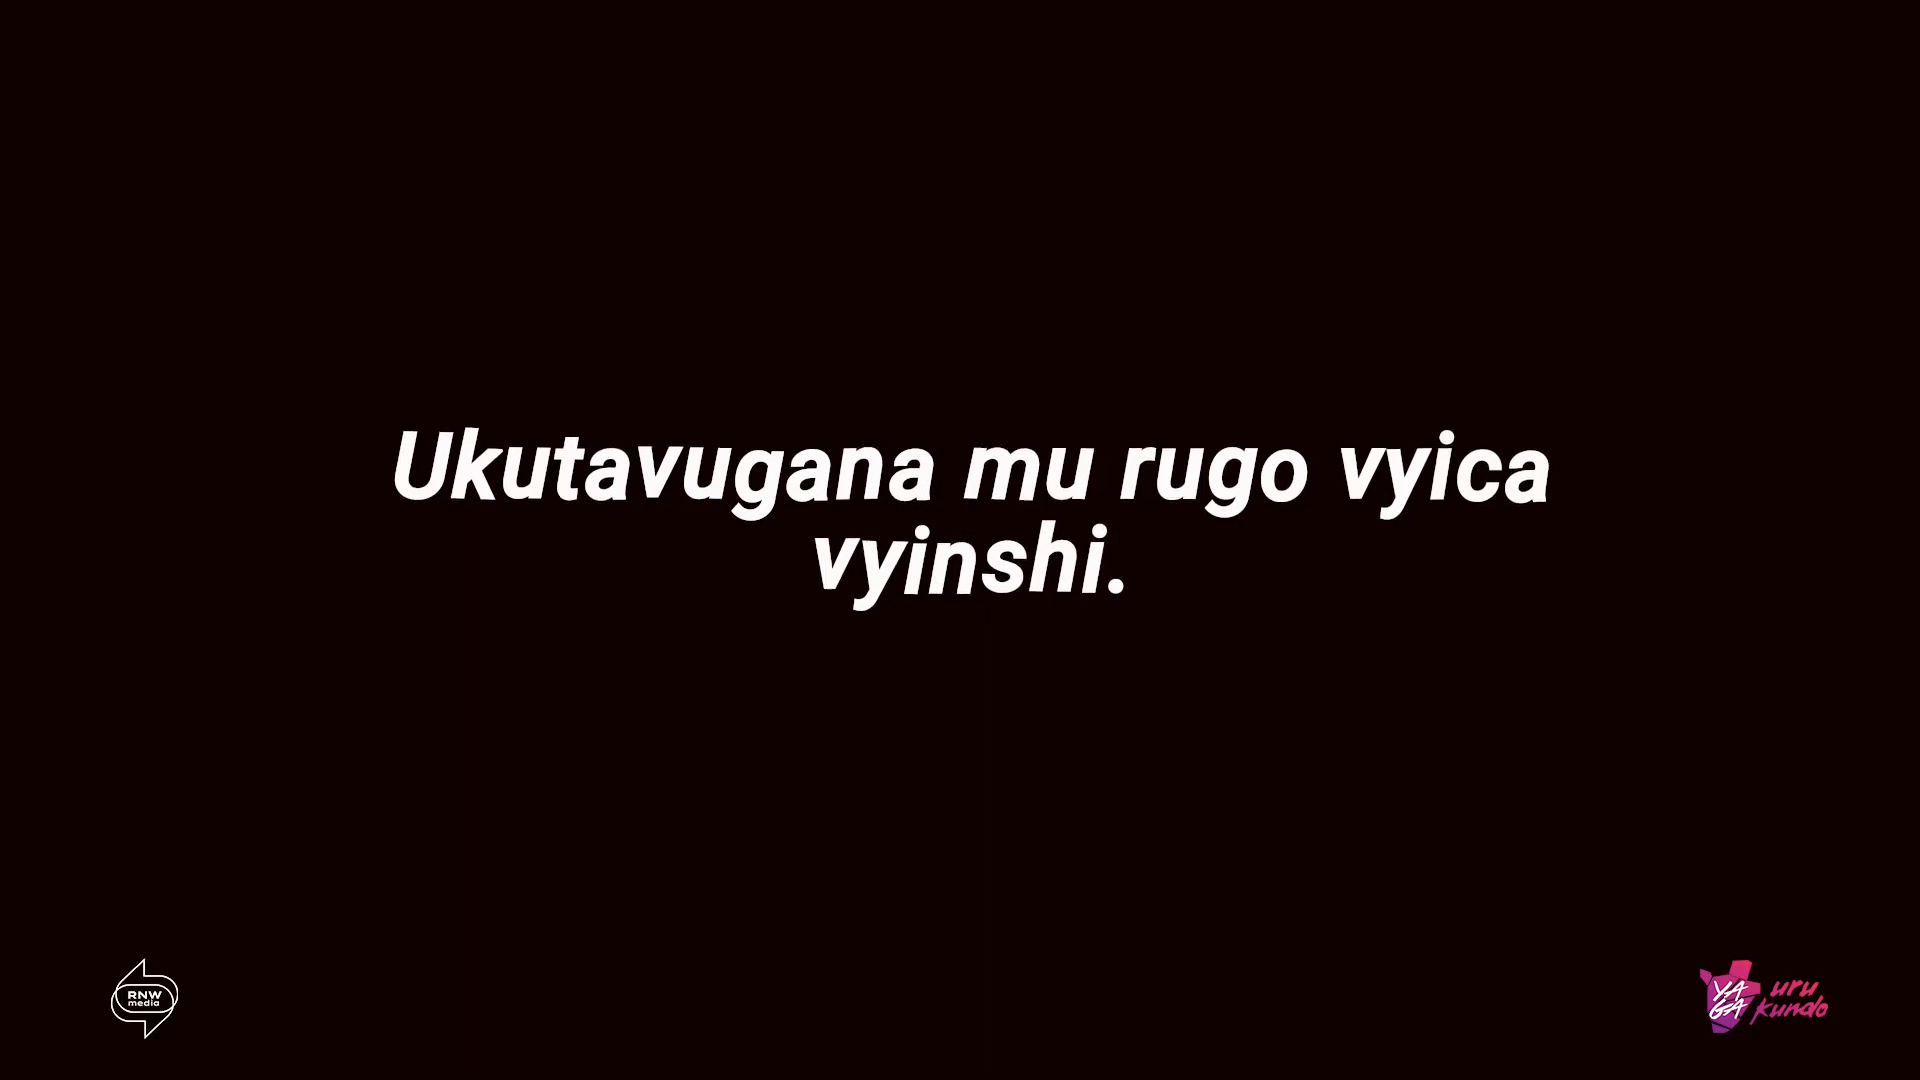 Ukutavugana mu rugo vyica
vyinshi.
RNW
media
YA
GA
uru
kundo